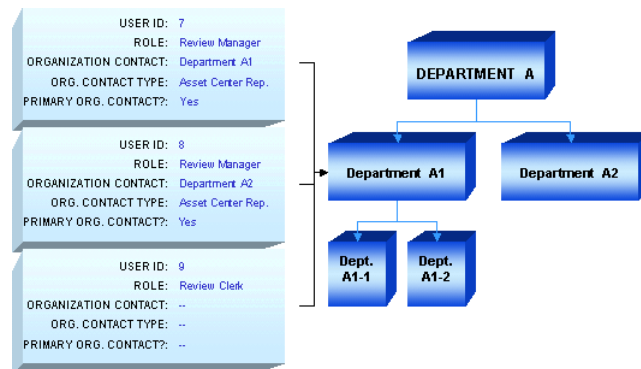 USER ID: 7
ROLE: Review Manager
ORGANIZATION CONTACT: Department A1
ORG. CONTACT TYPE: Asset Center Rep.
PRIMARY ORG. CONTACT?: Yes
USER ID: 8
ROLE: Review Manager
ORGANIZATION CONTACT: Department A2
ORG. CONTACT TYPE: Asset Center Rep.
PRIMARY ORG. CONTACT?: Yes
USER ID: 9
ROLE: Review Clerk
ORGANIZATION CONTACT: --
ORG. CONTACT TYPE: --
PRIMARY ORG. CONTACT?: --
DEPARTMENT A
Department A1
Department A2
Dept.
A1-1
Dept.
A1-2